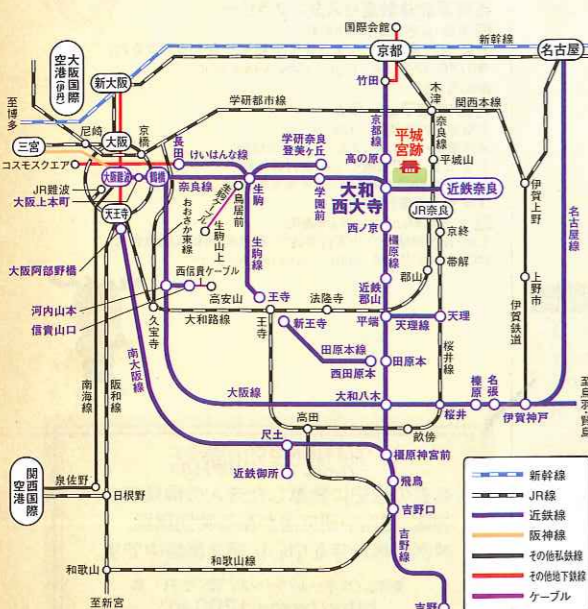 国際会館
大阪国際空港(伊丹)
至博多
新大阪
京都
新幹線
名古屋
竹田
木津
学研都市線
関西本線
三宮
尼崎
大阪
京橋
長田
京都線
平城宮跡
奈良線
コスモスクエア
けいはんな線
学研奈良登美ヶ丘
高の原
平城山
JR難波
大阪難波
鶴橋
奈良線
生駒
大和西大寺
近鉄奈良
伊賀上野
名古屋線
大阪上本町
生駒ケーブル
鳥居前
学園前
JR奈良
天王寺
おおさか東線
生駒山上
生駒線
西ノ京
橿原線
京終
大阪阿部野橋
西信貴ケーブル
帯解
上野市
河内山本
高安山
王寺
法隆寺
近鉄郡山
郡山
伊賀鉄道
信貴山口
久宝寺
大和路線
王寺
新王寺
平端
天理線
天理
南大阪線
田原本線
西田原本
田原本
桜井線
南海線
阪和線
大阪線
大和八木
桜井
榛原
名張
伊賀神戸
至鳥羽・賢島
高田
畝傍
尺土
橿原神宮前
関西国際空港
泉佐野
日根野
近鉄御所
飛鳥
吉野口
吉野線
和歌山
和歌山線
至新宮
吉野
新幹線
JR線
近鉄線
阪神線
その他私鉄線
その他地下鉄線
ケーブル